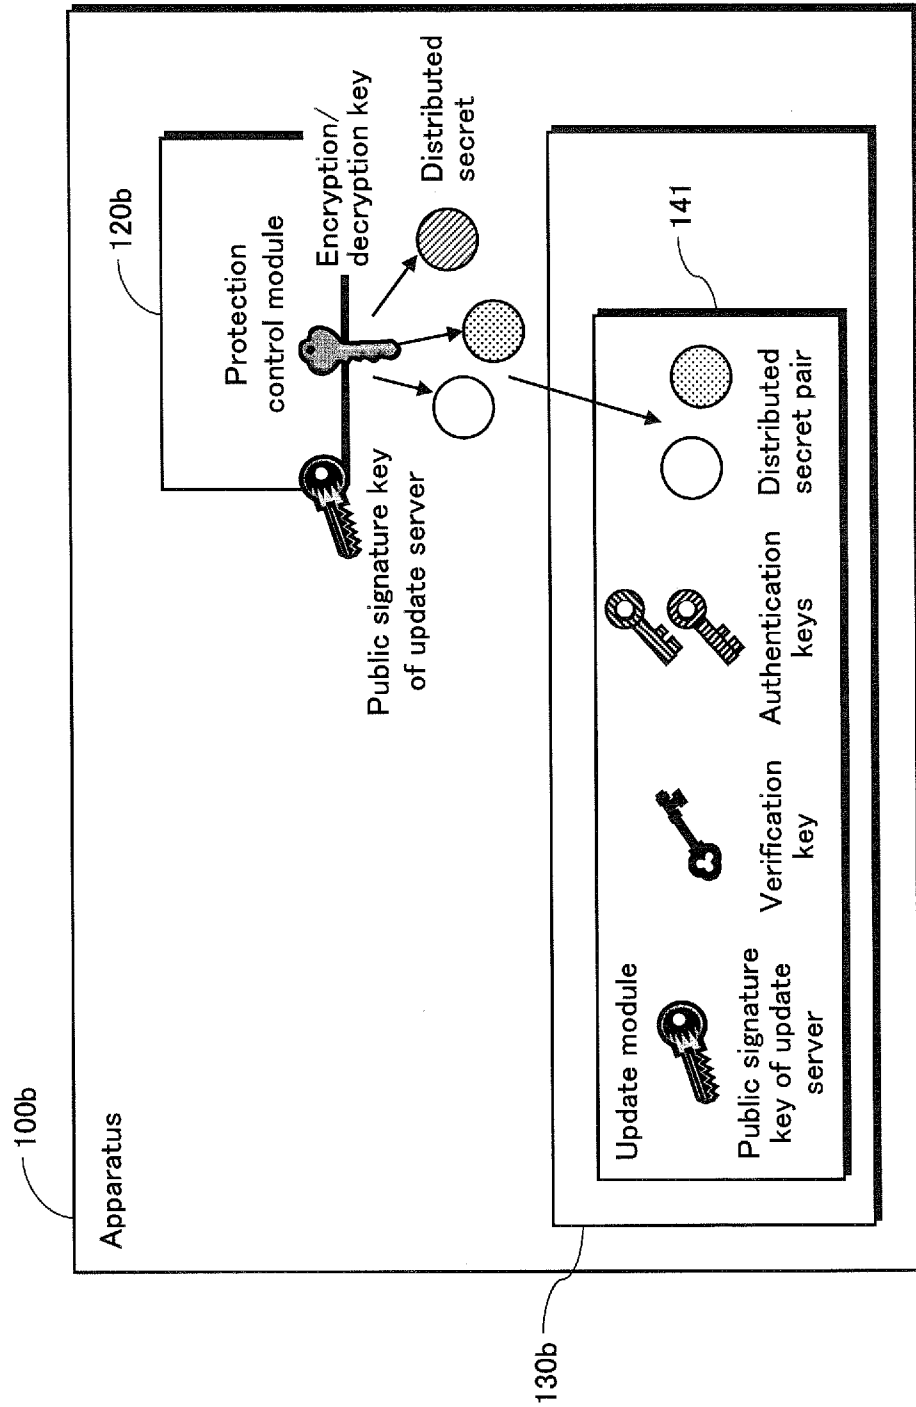 100b
Apparatus
120b
Protection
control module
Encryption/
decryption key
Distributed
secret
Public signature key
of update server
130b
141
Update module
Public signature
key of update
server
Verification
key
Authentication
keys
Distributed
secret pair